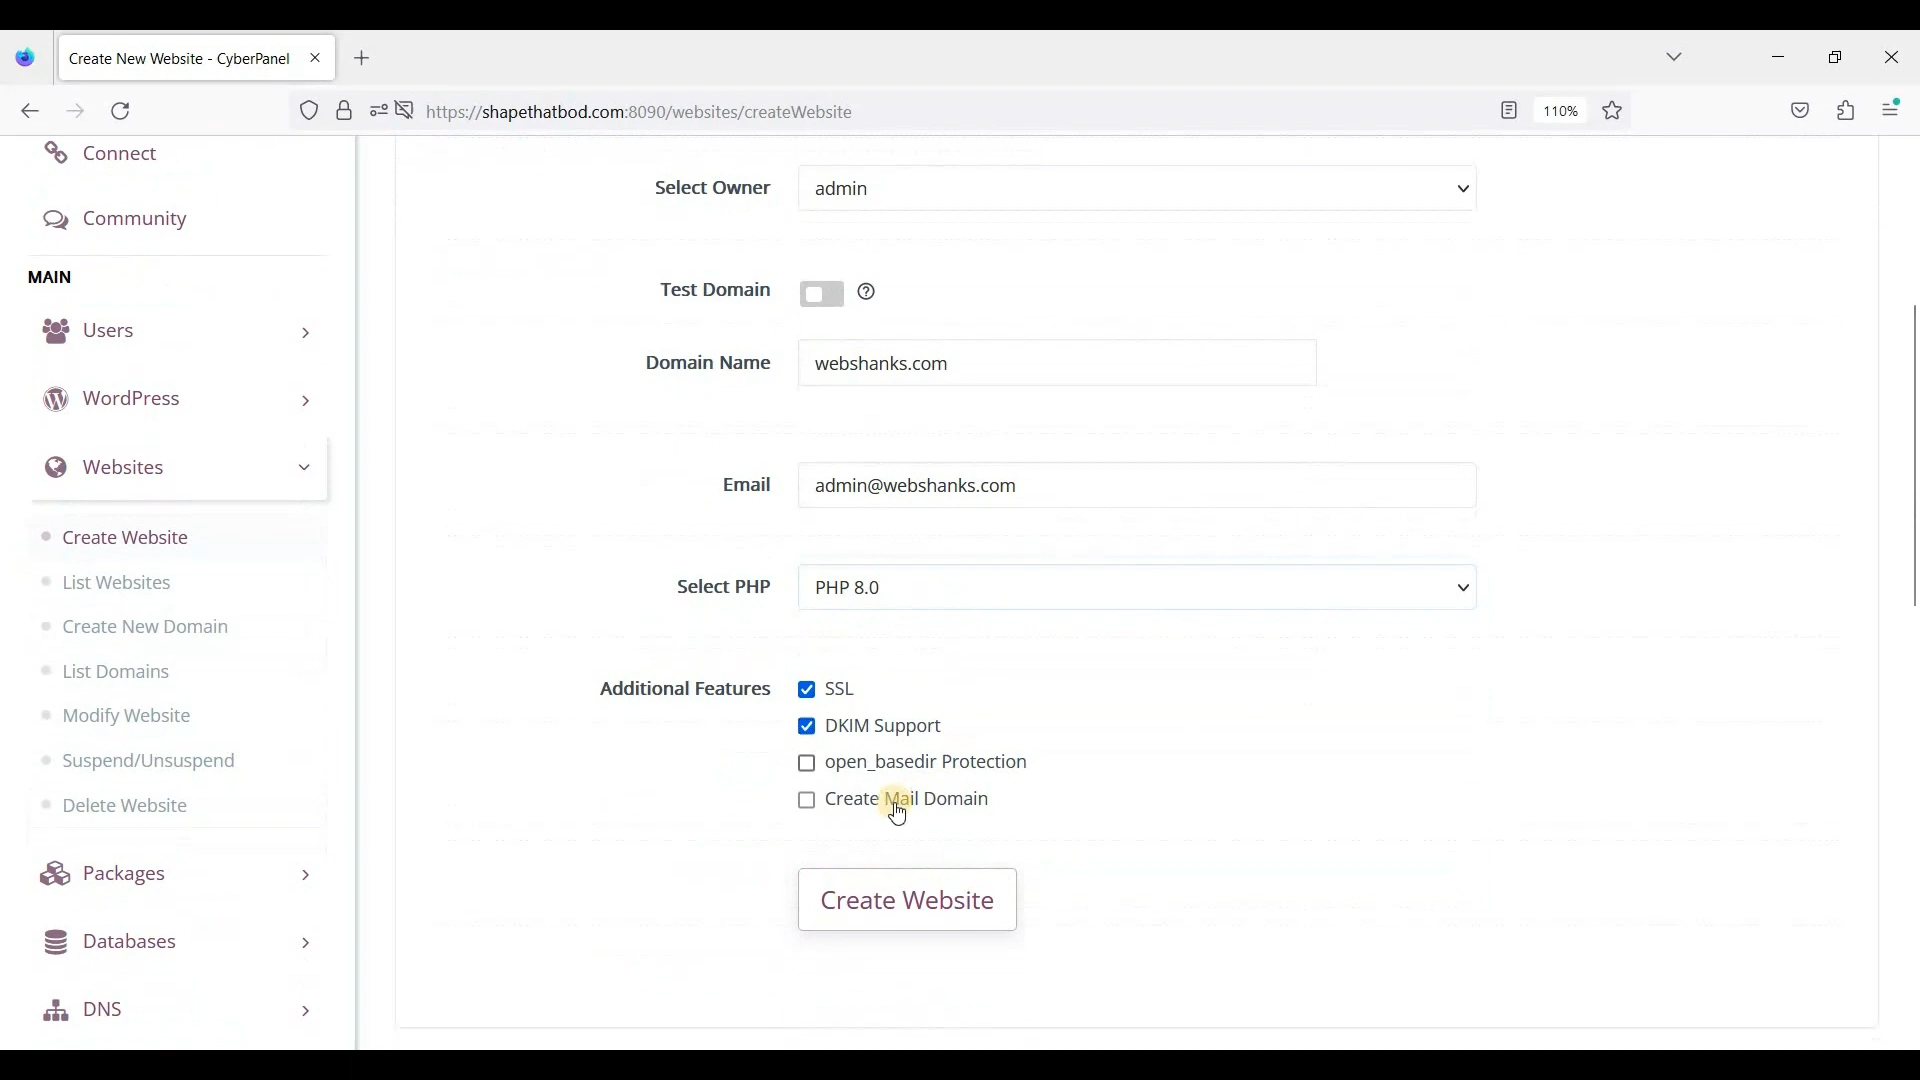 Create New Website - CyberPanel
https://shapethatbod.com:8090/websites/createWebsite
110%
Connect
Community
MAIN
Users
WordPress
Websites
Create Website
List Websites
Create New Domain
List Domains
Modify Website
Suspend/Unsuspend
Delete Website
Packages
Databases
DNS
Select Owner admin
Test Domain
Domain Name webshanks.com
Email admin@webshanks.com
Select PHP PHP 8.0
Additional Features SSL
DKIM Support
open_basedir Protection
Create Mail Domain
Create Website